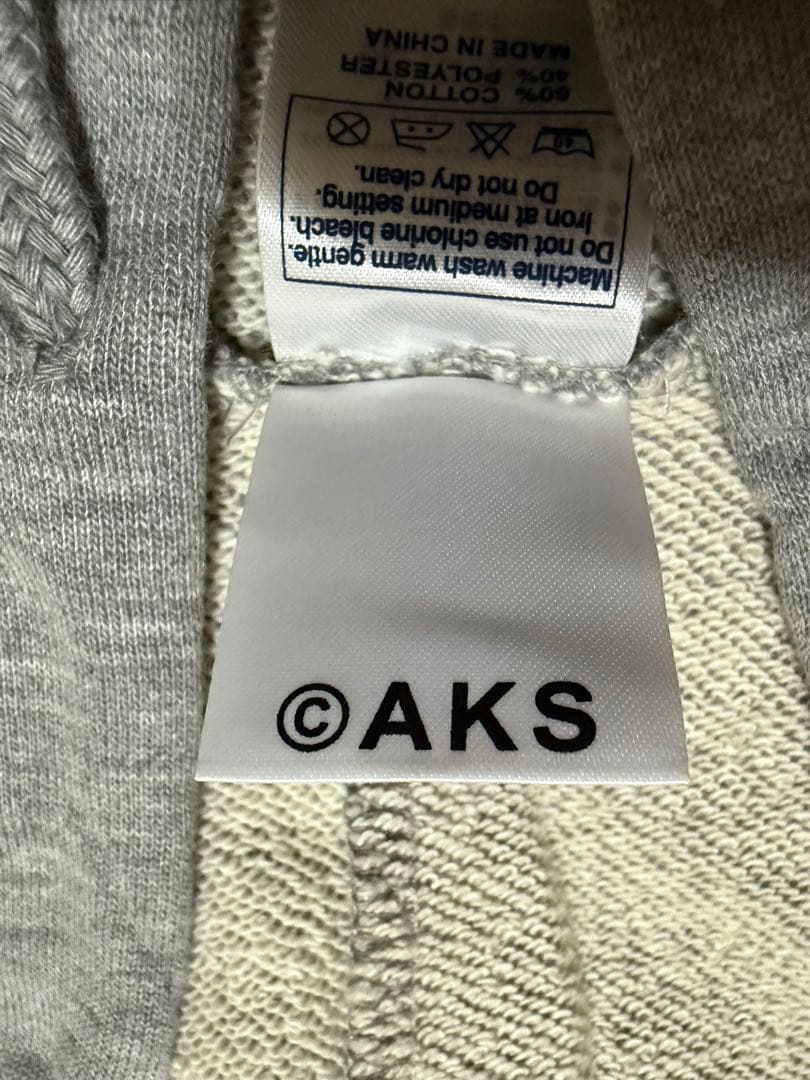 Machine wash warm gentle.
Do not use chlorine bleach.
Iron at medium setting.
Do not dry clean.
40
60% COTTON
40% POLYESTER
MADE IN CHINA
©AKS